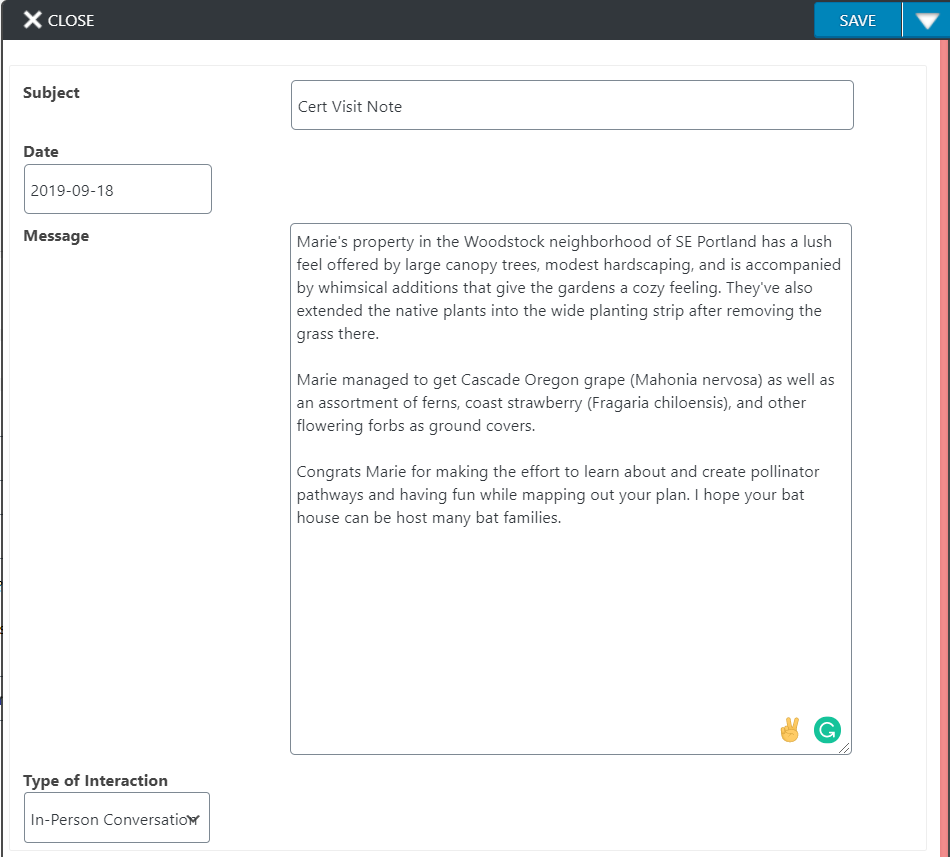 CLOSE
SAVE
Subject
Cert Visit Note
Date
2019-09-18
Message
Marie's property in the Woodstock neighborhood of SE Portland has a lush
feel offered by large canopy trees, modest hardscaping, and is accompanied
by whimsical additions that give the gardens a cozy feeling. They've also
extended the native plants into the wide planting strip after removing the
grass there.
Marie managed to get Cascade Oregon grape (Mahonia nervosa) as well as
an assortment of ferns, coast strawberry (Fragaria chiloensis), and other
flowering forbs as ground covers.
Congrats Marie for making the effort to learn about and create pollinator
pathways and having fun while mapping out your plan. I hope your bat
house can be host many bat families.
Type of Interaction
In-Person Conversation